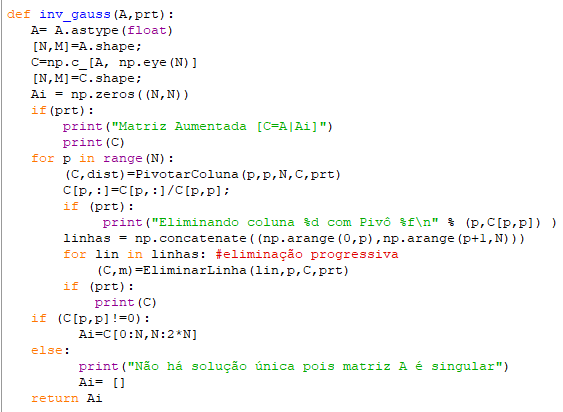 def inv_gauss(A,prt):
   A= A.astype(float)
   [N,M]=A.shape;
   C=np.c_[A, np.eye(N)]
   [N,M]=C.shape;
   Ai = np.zeros((N,N))
   if(prt):
       print("Matriz Aumentada [C=A|Ai]")
       print(C)
   for p in range(N):
       (C,dist)=PivotarColuna(p,p,N,C,prt)
       C[p,:]=C[p,:]/C[p,p];
       if (prt):
            print("Eliminando coluna %d com Pivô %f\n" % (p,C[p,p]) )
       linhas = np.concatenate((np.arange(0,p),np.arange(p+1,N)))
       for lin in linhas: #eliminação progressiva
           (C,m)=EliminarLinha(lin,p,C,prt)
       if (prt):
           print(C)
   if (C[p,p]!=0):
         Ai=C[0:N,N:2*N]
   else:
         print("Não há solução única pois matriz A é singular")
         Ai= []
   return Ai